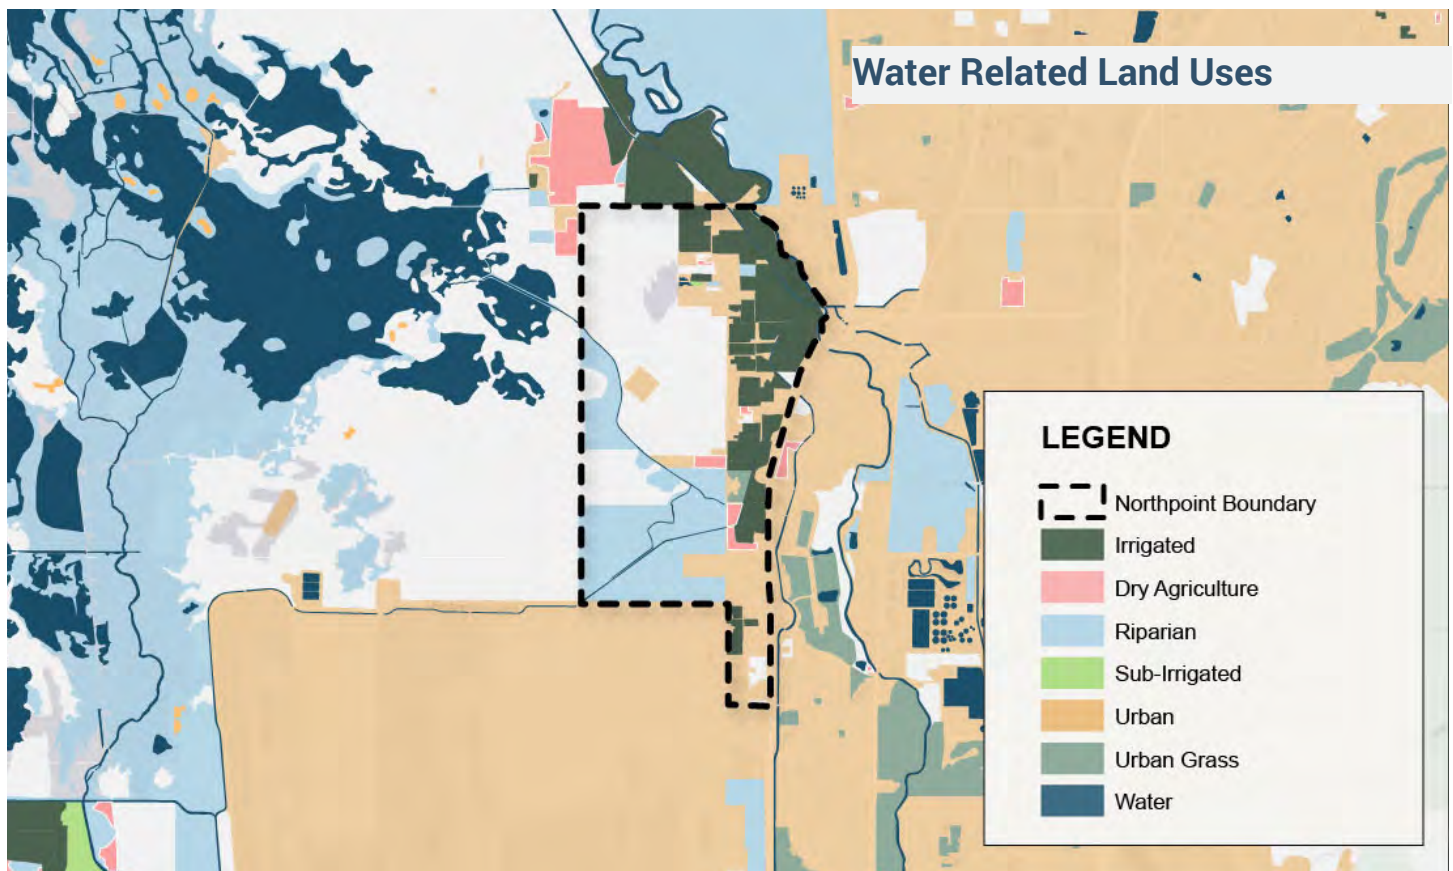 Water Related Land Uses
LEGEND
Northpoint Boundary
Irrigated
Dry Agriculture
Riparian
Sub-Irrigated
Urban
Urban Grass
Water